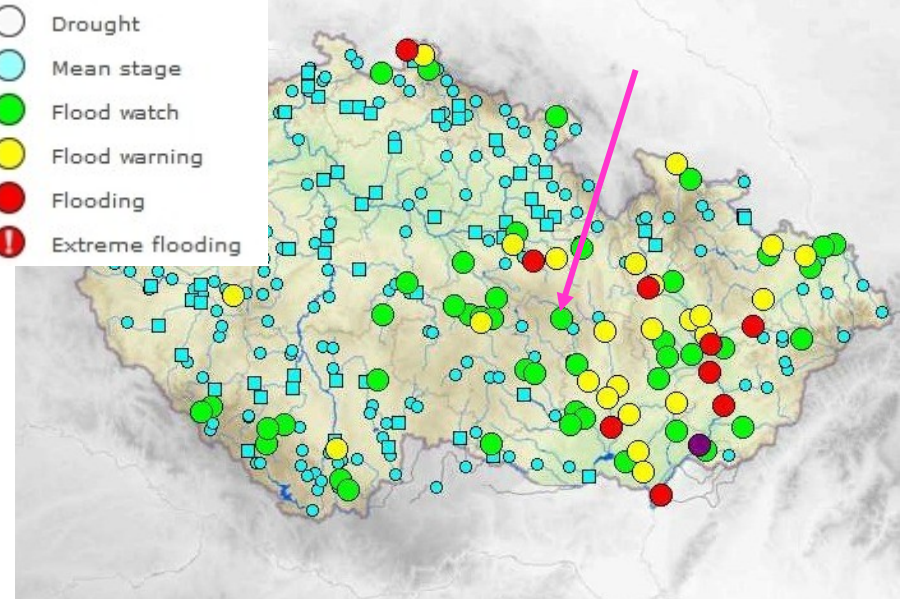 Drought
Mean stage
Flood watch
Flood warning
Flooding
! Extreme flooding